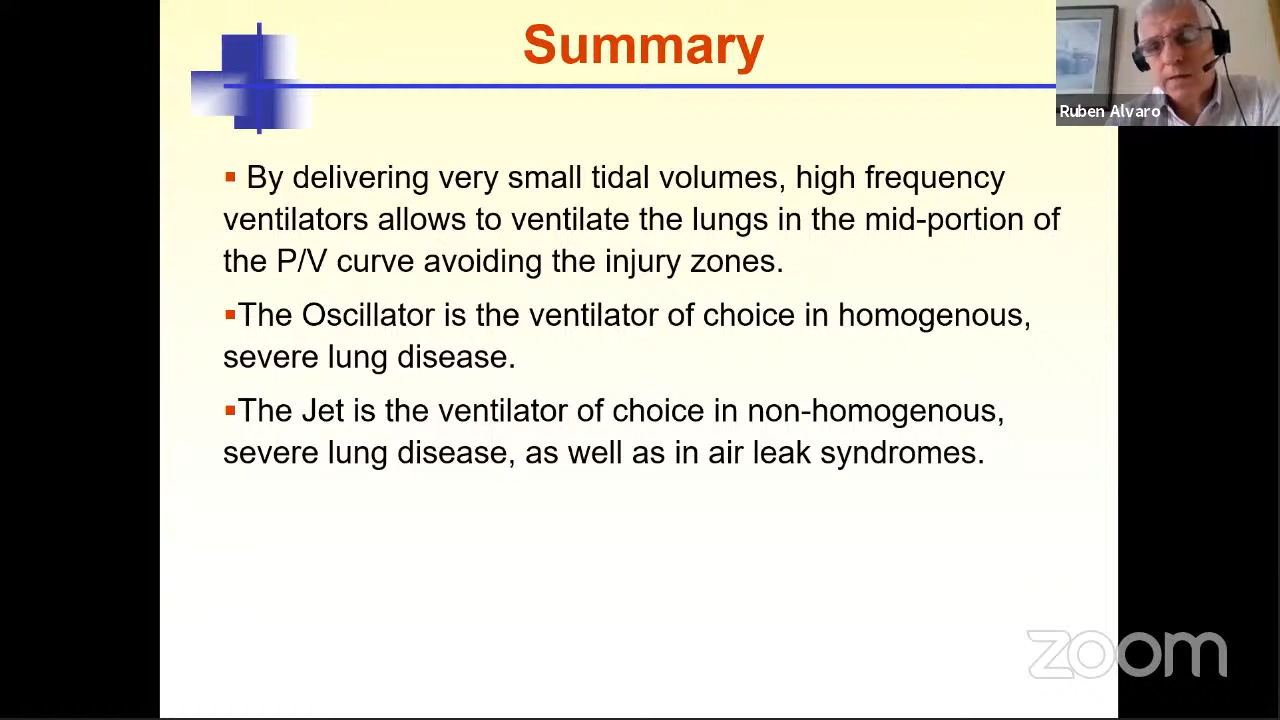 Summary
Ruben Alvaro
▪ By delivering very small tidal volumes, high frequency
ventilators allows to ventilate the lungs in the mid-portion of
the P/V curve avoiding the injury zones.
▪The Oscillator is the ventilator of choice in homogenous,
severe lung disease.
▪The Jet is the ventilator of choice in non-homogenous,
severe lung disease, as well as in air leak syndromes.
zoom